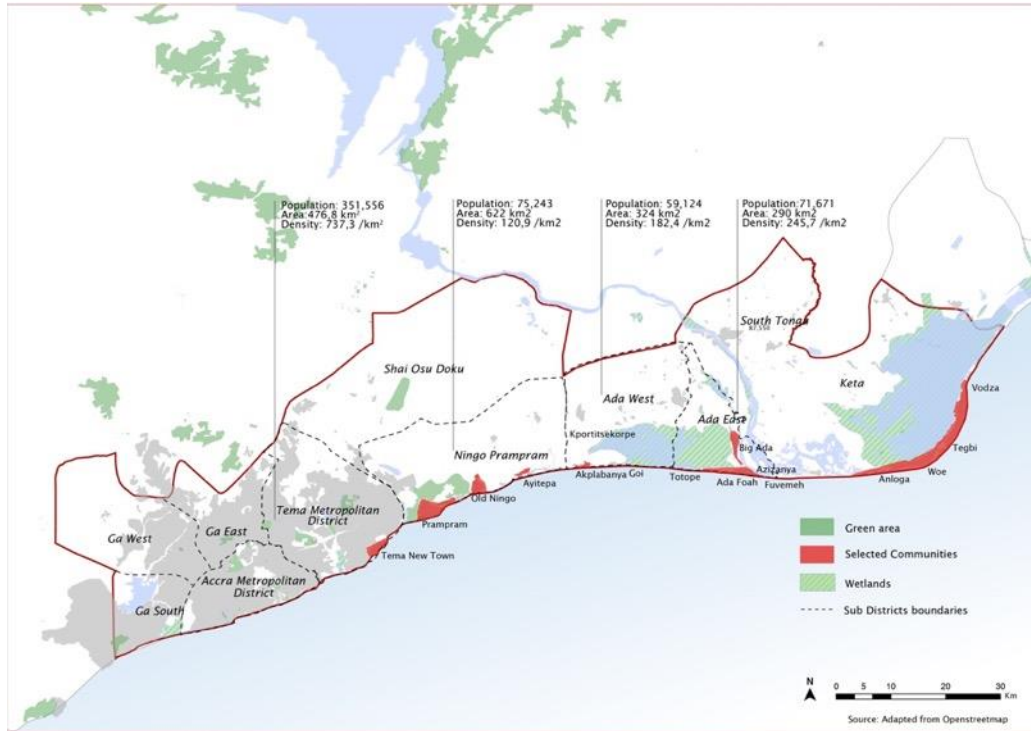 Population: 351,556
Area: 476,8 km²
Density: 737,3 /km²
Population: 75,243
Area: 622 km2
Density: 120,9 /km2
Population: 59,124
Area: 324 km2
Density: 182,4 /km2
Population:71,671
Area: 290 km2
Density: 245,7 /km2
South Tongu
Shai Osu Doku
Keta
Vodza
Ada West
Ada East
Kportitsekorpe
Big Ada
Tegbi
Ningo Prampram
Azizanya
Woe
Akplabanya
Goi
Totope
Ada Foah
Fuvemeh
Anloga
Ayitepa
Old Ningo
Tema Metropolitan
District
Prampram
Ga West
Ga East
Tema New Town
Accra Metropolitan
District
Ga South
Green area
Selected Communities
Wetlands
Sub Districts boundaries
N
0 5 10 20 30
Km
Source: Adapted from Openstreetmap